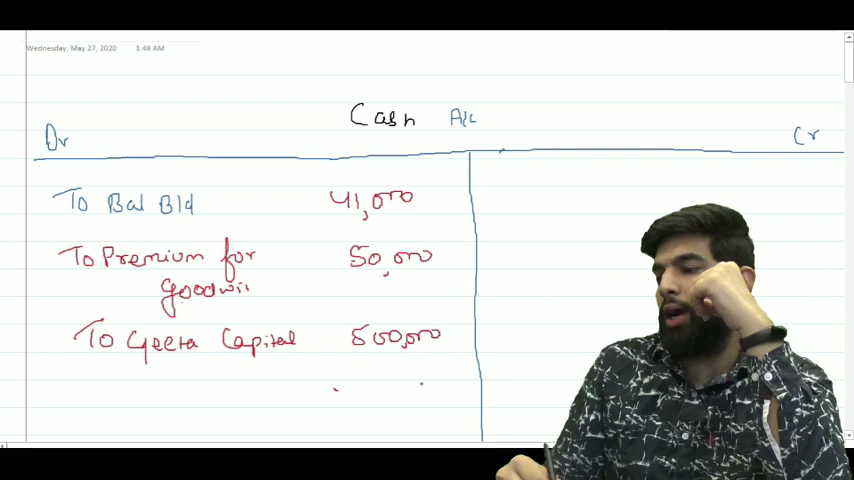 Wednesday, May 27, 2020 1:48 AM
Cash A/c
Dr Cr
To Bal B/d 41,000
To Premium for 50,000
goodwill
To Geeta Capital 500,000